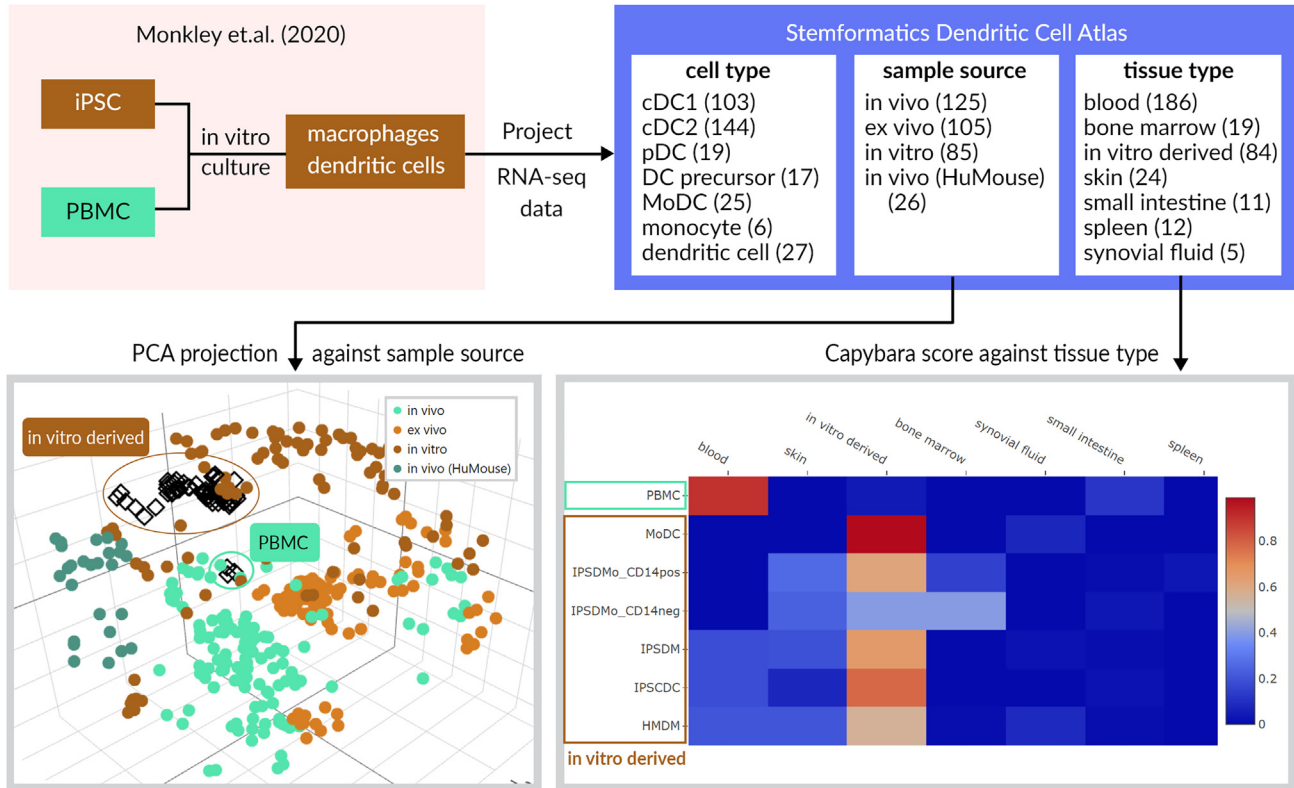 Monkley et.al. (2020)
iPSC
PBMC
in vitro
culture
macrophages
dendritic cells
Project
RNA-seq
data
Stemformatics Dendritic Cell Atlas
cell type
cDC1 (103)
cDC2 (144)
pDC (19)
DC precursor (17)
MoDC (25)
monocyte (6)
dendritic cell (27)
sample source
in vivo (125)
ex vivo (105)
in vitro (85)
in vivo (HuMouse)
(26)
tissue type
blood (186)
bone marrow (19)
in vitro derived (84)
skin (24)
small intestine (11)
spleen (12)
synovial fluid (5)
PCA projection against sample source
in vitro derived
PBMC
in vivo
ex vivo
in vitro
in vivo (HuMouse)
Capybara score against tissue type
blood
skin
in vitro derived
bone marrow
synovial fluid
small intestine
spleen
PBMC
MoDC
IPSDMo_CD14pos
IPSDMo_CD14neg
IPSDM
IPSCDC
HMDM
in vitro derived
0.8
0.6
0.4
0.2
0